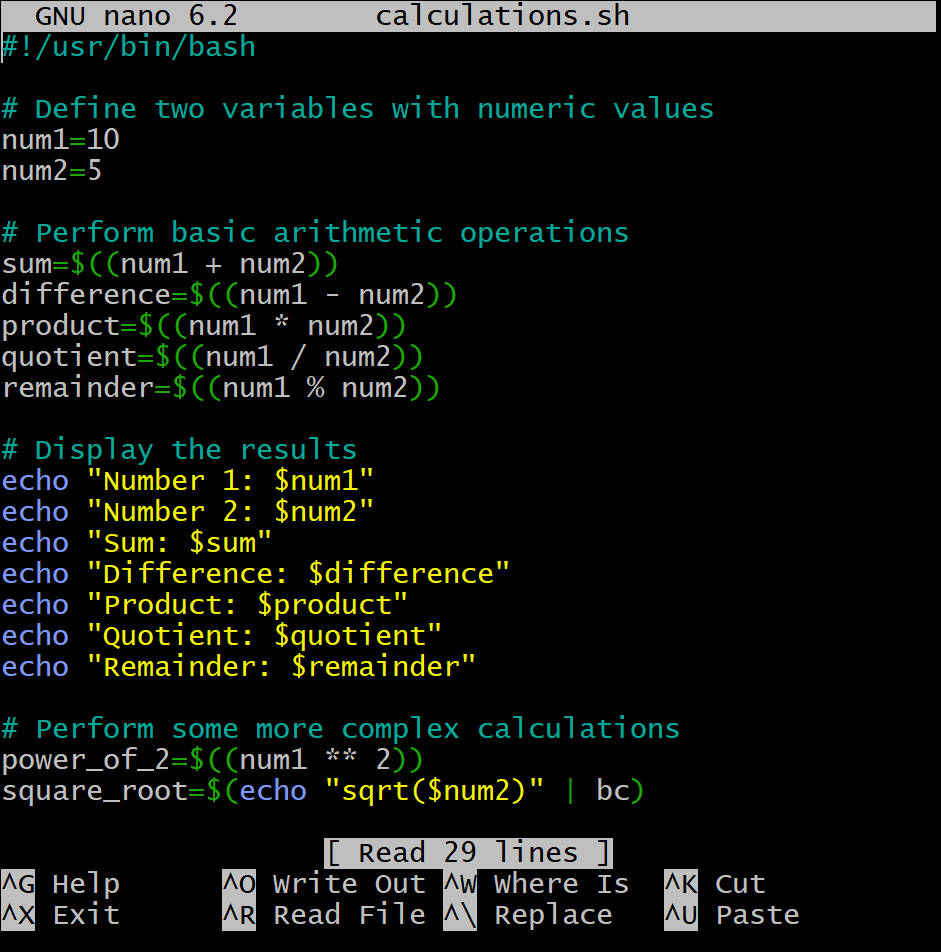 GNU nano 6.2 calculations.sh
#!/usr/bin/bash
# Define two variables with numeric values
num1=10
num2=5
# Perform basic arithmetic operations
sum=$((num1 + num2))
difference=$((num1 - num2))
product=$((num1 * num2))
quotient=$((num1 / num2))
remainder=$((num1 % num2))
# Display the results
echo "Number 1: $num1"
echo "Number 2: $num2"
echo "Sum: $sum"
echo "Difference: $difference"
echo "Product: $product"
echo "Quotient: $quotient"
echo "Remainder: $remainder"
# Perform some more complex calculations
power_of_2=$((num1 ** 2))
square_root=$(echo "sqrt($num2)" | bc)
[ Read 29 lines ]
^G Help ^O Write Out ^W Where Is ^K Cut
^X Exit ^R Read File ^\ Replace ^U Paste